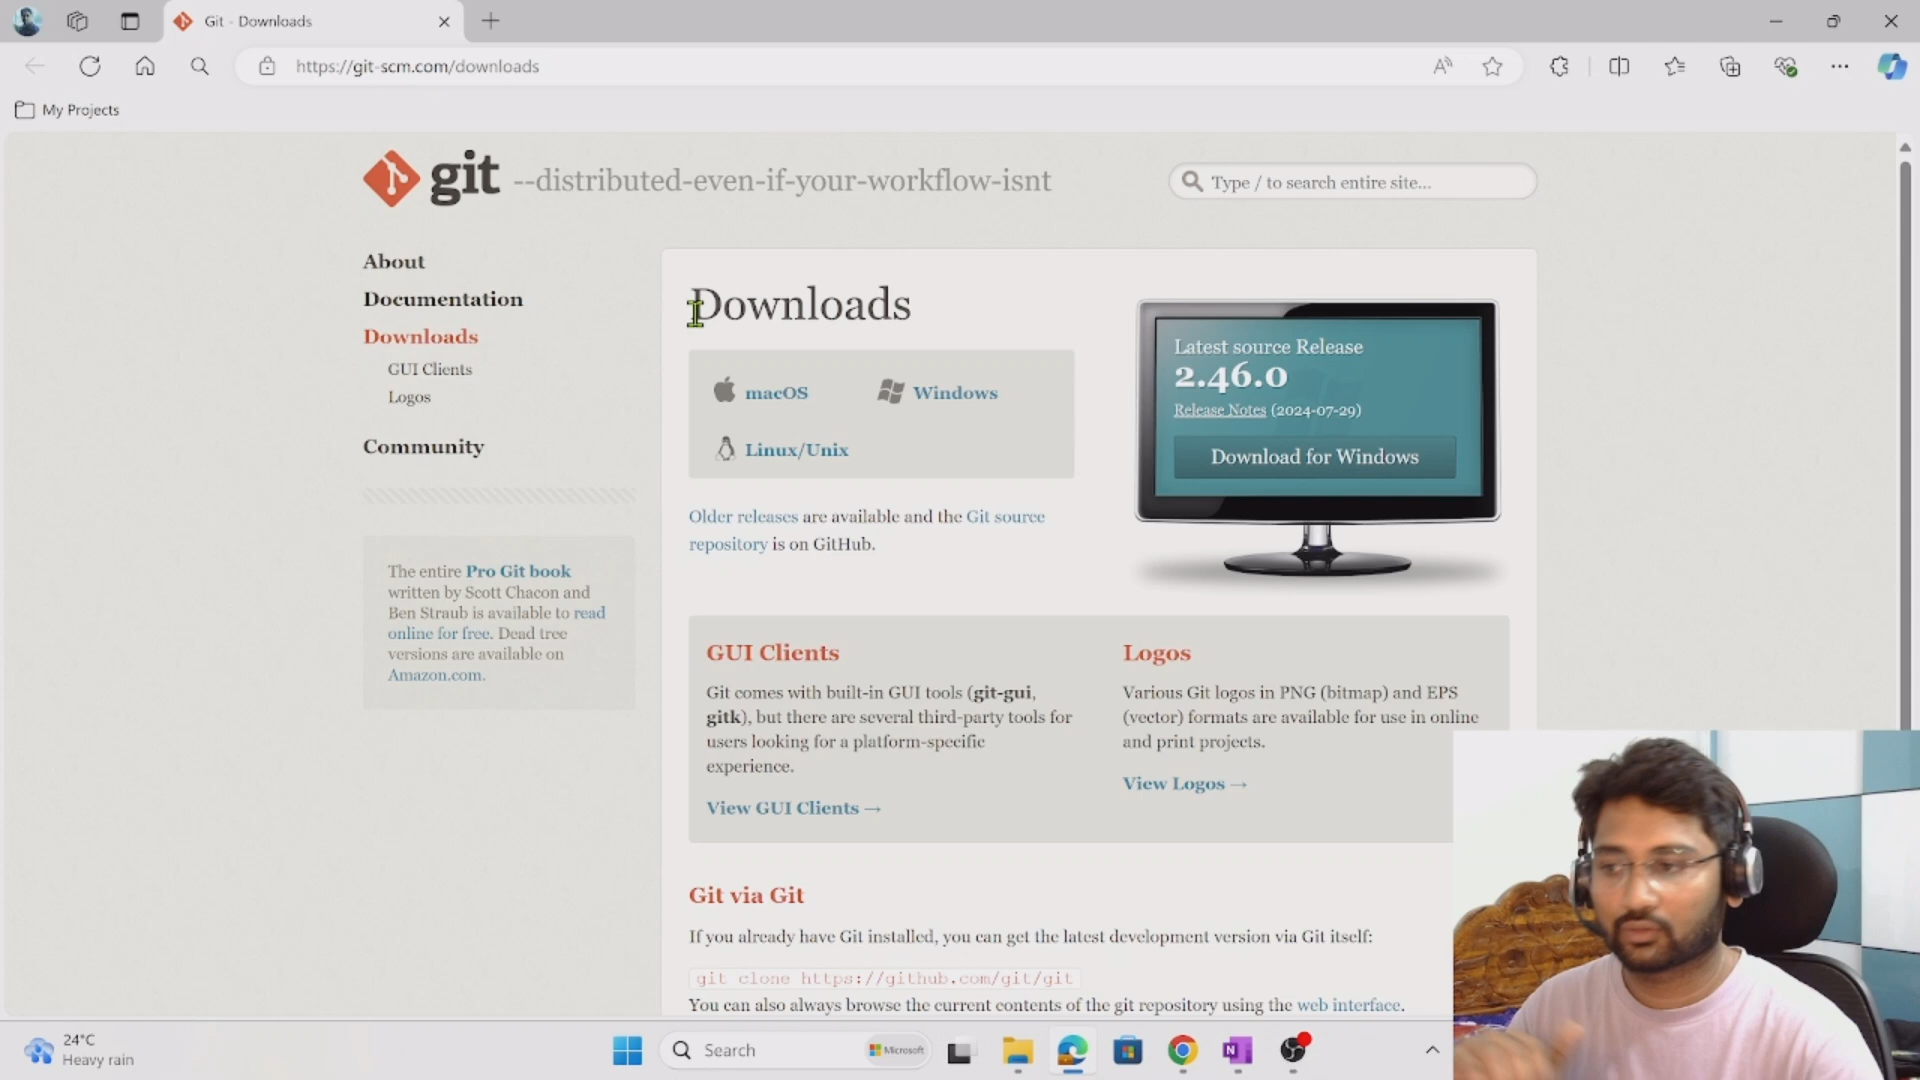 Git - Downloads
https://git-scm.com/downloads
My Projects
git --distributed-even-if-your-workflow-isnt
Type / to search entire site...
About
Documentation
Downloads
GUI Clients
Logos
Community
The entire Pro Git book
written by Scott Chacon and
Ben Straub is available to read
online for free. Dead tree
versions are available on
Amazon.com.
Downloads
macOS
Windows
Linux/Unix
Older releases are available and the Git source
repository is on GitHub.
Latest source Release
2.46.0
Release Notes (2024-07-29)
Download for Windows
GUI Clients
Git comes with built-in GUI tools (git-gui,
gitk), but there are several third-party tools for
users looking for a platform-specific
experience.
View GUI Clients →
Logos
Various Git logos in PNG (bitmap) and EPS
(vector) formats are available for use in online
and print projects.
View Logos →
Git via Git
If you already have Git installed, you can get the latest development version via Git itself:
git clone https://github.com/git/git
You can also always browse the current contents of the git repository using the web interface.
24°C
Heavy rain
Search
Microsoft